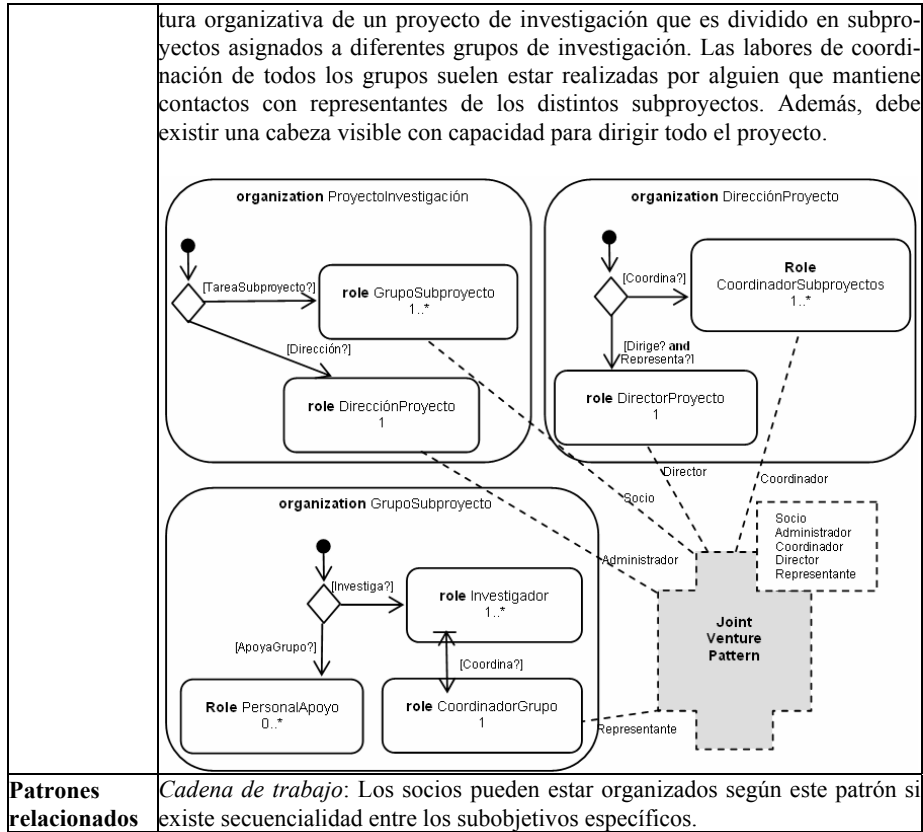 tura organizativa de un proyecto de investigación que es dividido en subpro-
yectos asignados a diferentes grupos de investigación. Las labores de coordi-
nación de todos los grupos suelen estar realizadas por alguien que mantiene
contactos con representantes de los distintos subproyectos. Además, debe
existir una cabeza visible con capacidad para dirigir todo el proyecto.
organization ProyectoInvestigación
[TareaSubproyecto?]
role GrupoSubproyecto
1..*
[Dirección?]
role DirecciónProyecto
1
organization DirecciónProyecto
[Coordina?]
Role
CoordinadorSubproyectos
1..*
[Dirige? and
Representa?]
role DirectorProyecto
1
Director
Coordinador
Socio
Administrador
organization GrupoSubproyecto
[Investiga?]
role Investigador
1..*
[ApoyaGrupo?]
[Coordina?]
Role PersonalApoyo
0..*
role CoordinadorGrupo
1
Representante
Socio
Administrador
Coordinador
Director
Representante
Joint
Venture
Pattern
Patrones
relacionados
Cadena de trabajo: Los socios pueden estar organizados según este patrón si
existe secuencialidad entre los subobjetivos específicos.